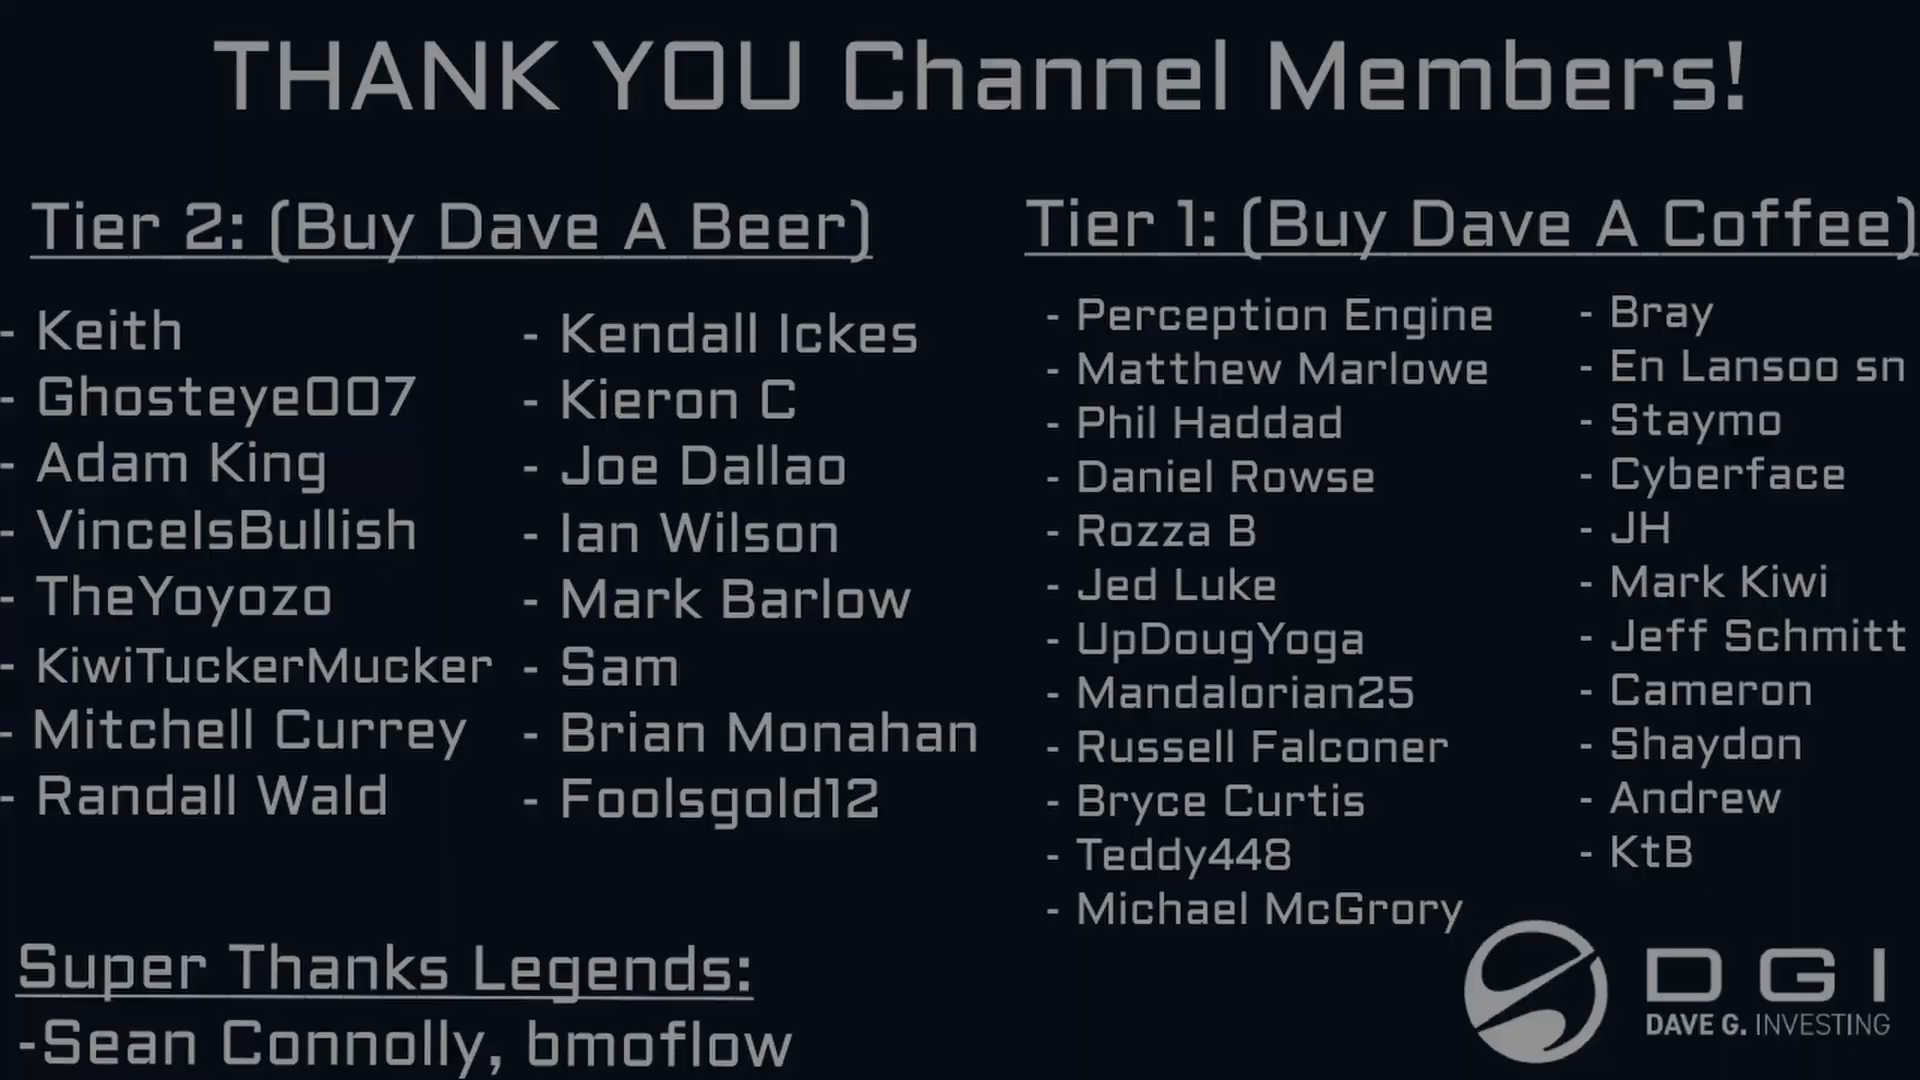 THANK YOU Channel Members!
Tier 2: (Buy Dave A Beer)
- Keith
- Ghosteye007
- Adam King
- VinceIsBullish
- TheYoyozo
- KiwiTuckerMucker
- Mitchell Currey
- Randall Wald
- Kendall Ickes
- Kieron C
- Joe Dallao
- Ian Wilson
- Mark Barlow
- Sam
- Brian Monahan
- Foolsgold12
Tier 1: (Buy Dave A Coffee)
- Perception Engine
- Matthew Marlowe
- Phil Haddad
- Daniel Rowse
- Rozza B
- Jed Luke
- UpDougYoga
- Mandalorian25
- Russell Falconer
- Bryce Curtis
- Teddy448
- Michael McGrory
- Bray
- En Lansoo sn
- Staymo
- Cyberface
- JH
- Mark Kiwi
- Jeff Schmitt
- Cameron
- Shaydon
- Andrew
- KtB
Super Thanks Legends:
-Sean Connolly, bmoflow
DGI
DAVE G. INVESTING